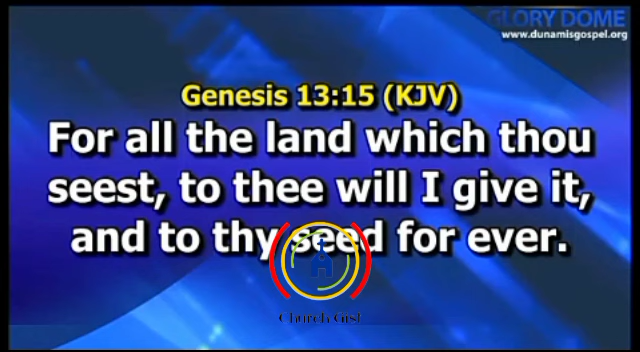 GLORY DOME
www.dunamisgospel.org
Genesis 13:15 (KJV)
For all the land which thou
seest, to thee will I give it,
and to thy seed for ever.
Church Gist